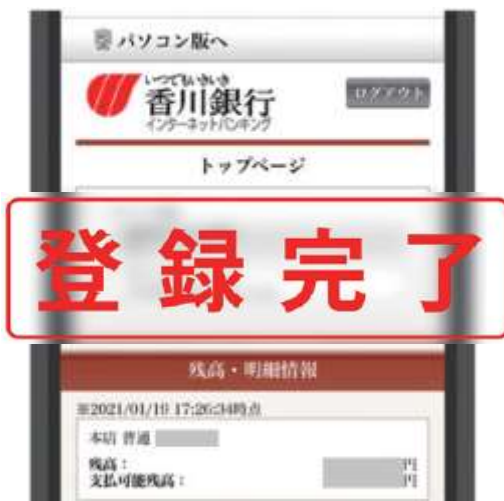 パソコン版へ
いつでもいきいき
香川銀行
インターネットバンキング
ログアウト
トップページ
登録完了
残高・明細情報
※2021/01/19 17:26:34時点
本店 普通
残高：
円
支払可能残高：
円